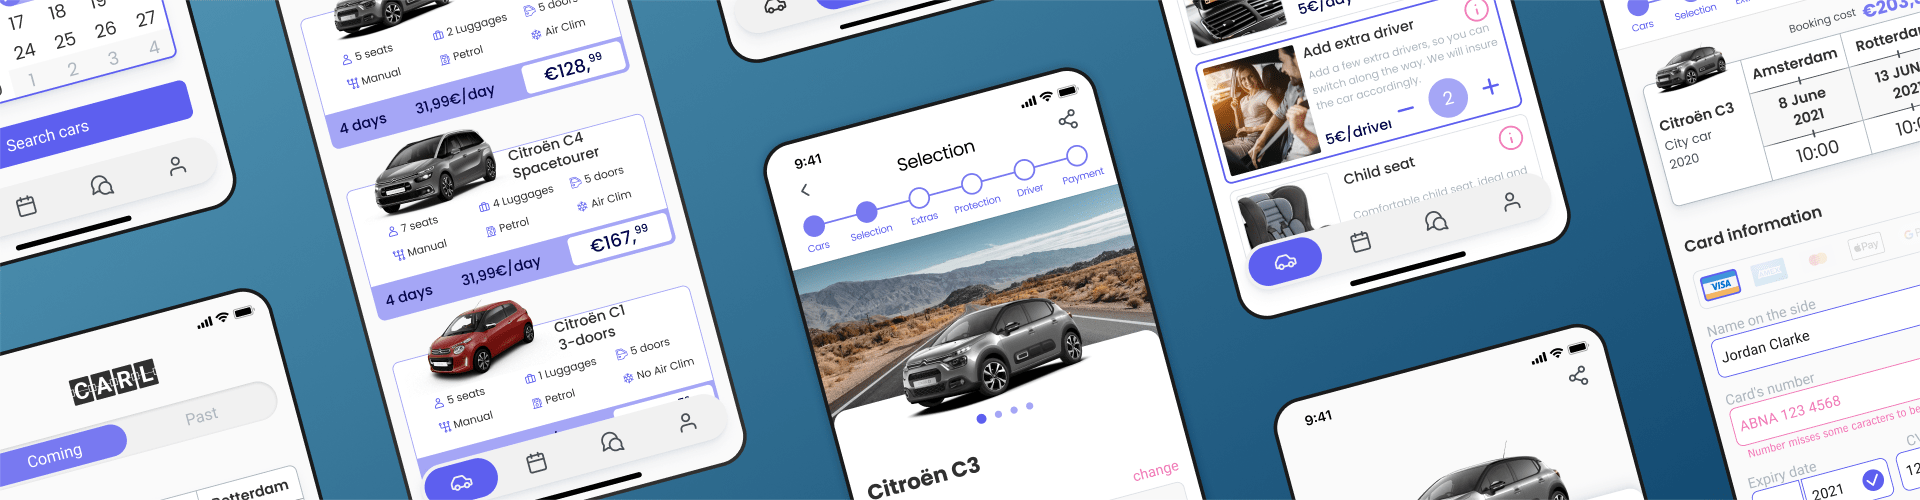 17 18 19 20
24 25 26 27
1 2 3 4
Search cars
CARL
Coming
Past
Rotterdam
5 seats
2 Luggages
5 doors
Manual
Petrol
Air Clim
4 days
31,99€/day
€128,99
Citroën C4
Spacetourer
7 seats
4 Luggages
5 doors
Manual
Petrol
Air Clim
4 days
31,99€/day
€167,99
Citroën C1
3-doors
5 seats
1 Luggages
5 doors
Manual
Petrol
No Air Clim
9:41
Selection
Cars
Selection
Extras
Protection
Driver
Payment
Citroën C3
change
5€/day
Add extra driver
Add a few extra drivers, so you can
switch along the way. We will insure
the car accordingly.
5€/driver
2
Child seat
Comfortable child seat, ideal and
9:41
Cars
Selection
Booking cost
€203,
Citroën C3
City car
2020
Amsterdam
8 June
2021
10:00
Rotterdam
13 JUN
202
10:0
Card information
VISA
Pay
G P
Name on the side
Jordan Clarke
Card's number
ABNA 123 4568
Number misses some caracters to be
Expiry date
2021
CV
12